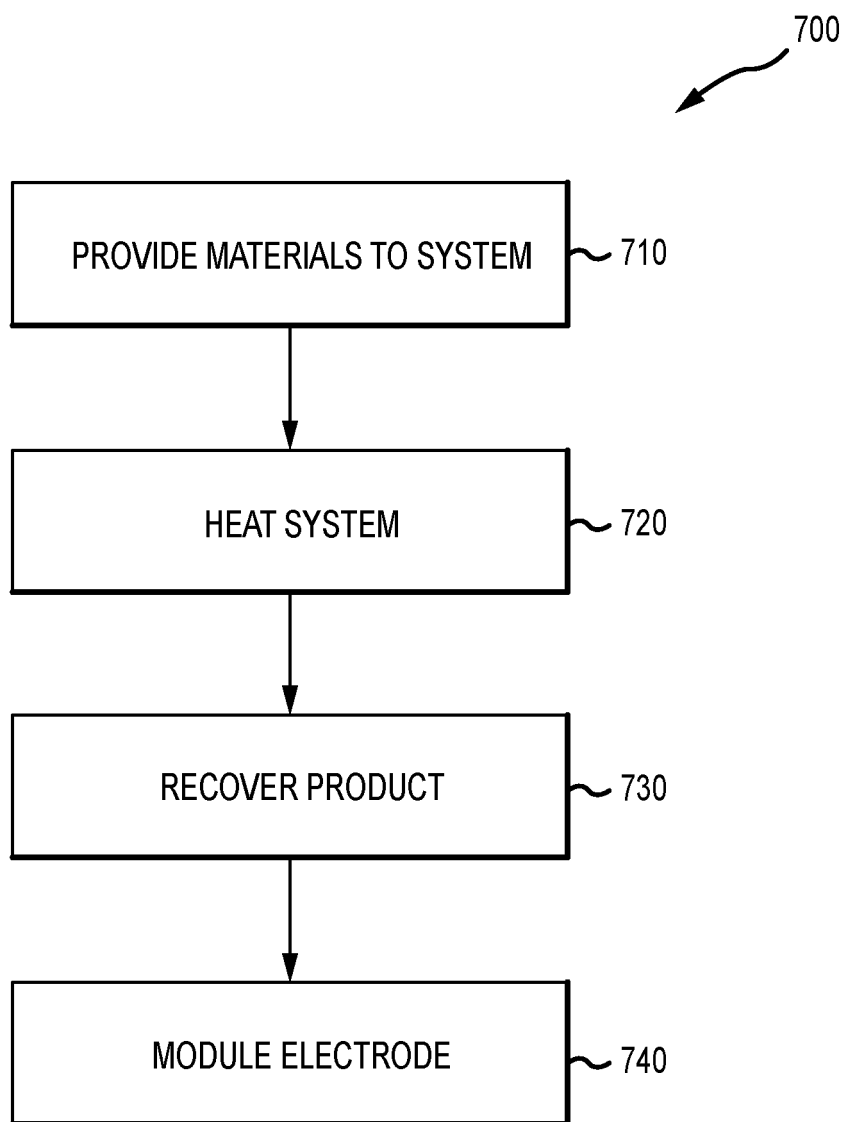 700
PROVIDE MATERIALS TO SYSTEM
710
HEAT SYSTEM
720
RECOVER PRODUCT
730
MODULE ELECTRODE
740